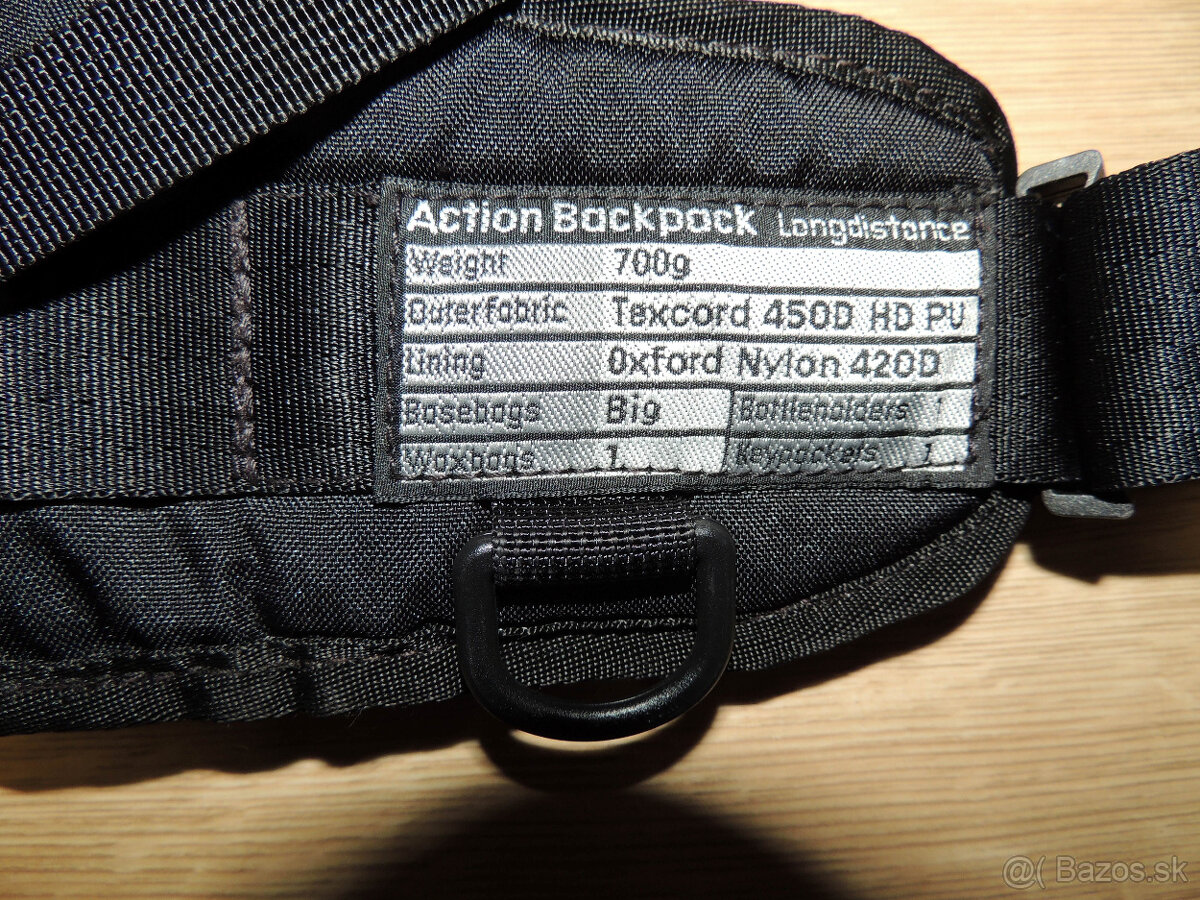 Action Backpack Longdistance
Weight 700g
Outerfabric Texcord 450D HD PU
Lining Oxford Nylon 420D
Basebags Big Bottleholders 1
Waxbags 1 Keypockets 1
@( Bazos.sk